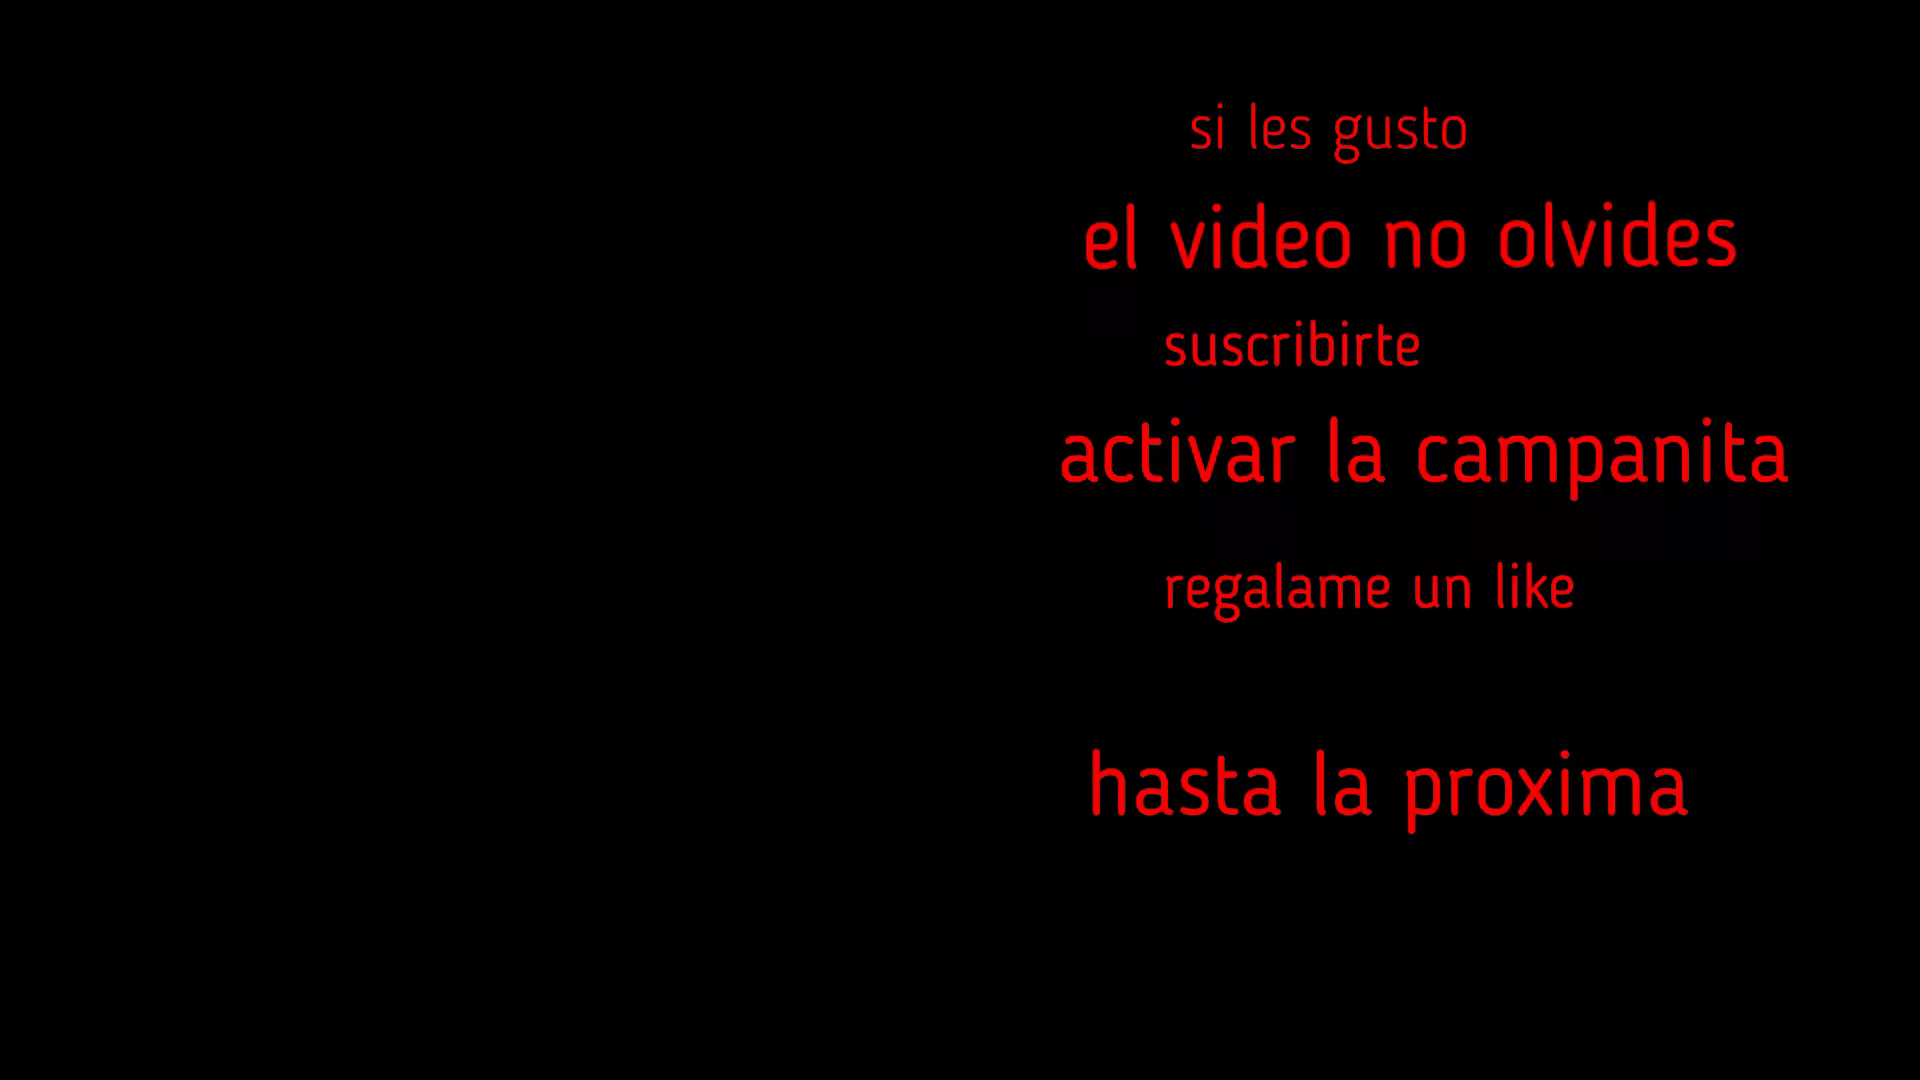 si les gusto
el video no olvides
suscribirte
activar la campanita
regalame un like
hasta la proxima